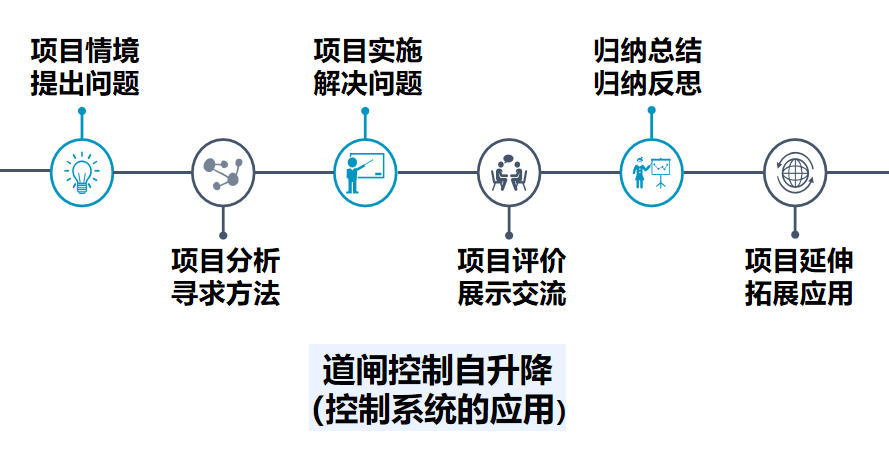 项目情境
提出问题
项目分析
寻求方法
项目实施
解决问题
项目评价
展示交流
归纳总结
归纳反思
项目延伸
拓展应用
道闸控制自升降
(控制系统的应用)